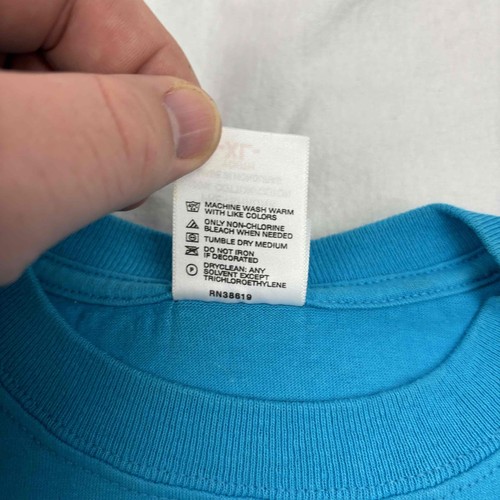 MACHINE WASH WARM
WITH LIKE COLORS
ONLY NON-CHLORINE
BLEACH WHEN NEEDED
TUMBLE DRY MEDIUM
DO NOT IRON
IF DECORATED
DRYCLEAN: ANY
SOLVENT EXCEPT
TRICHLOROETHYLENE
RN38619